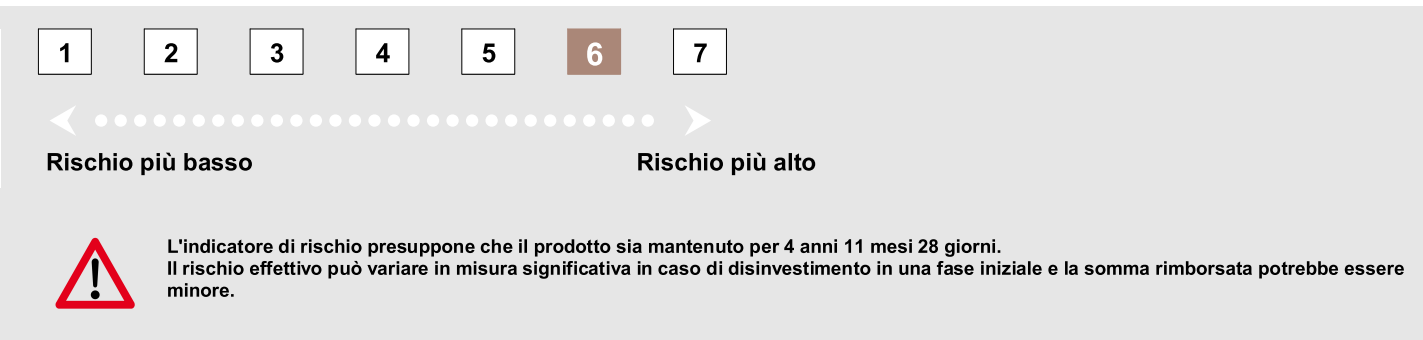 1 2 3 4 5 6 7
Rischio più basso Rischio più alto
L'indicatore di rischio presuppone che il prodotto sia mantenuto per 4 anni 11 mesi 28 giorni.
Il rischio effettivo può variare in misura significativa in caso di disinvestimento in una fase iniziale e la somma rimborsata potrebbe essere
minore.